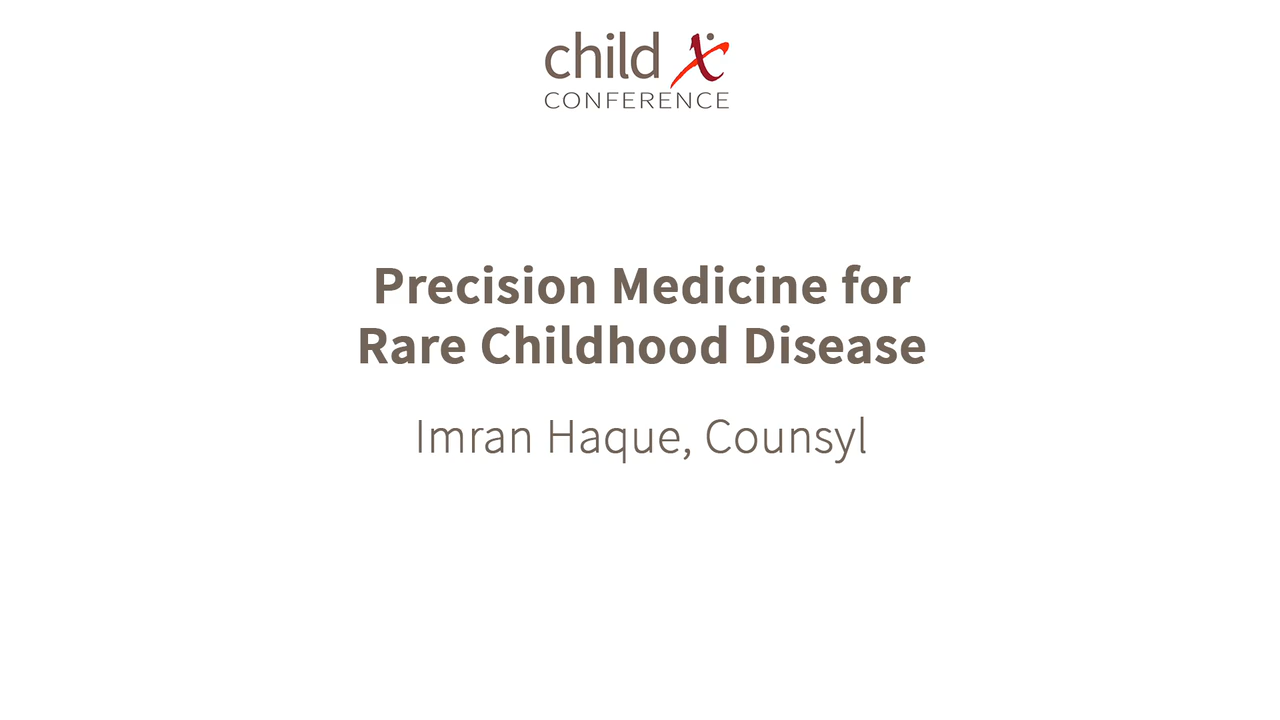 child x
CONFERENCE
Precision Medicine for
Rare Childhood Disease
Imran Haque, Counsyl